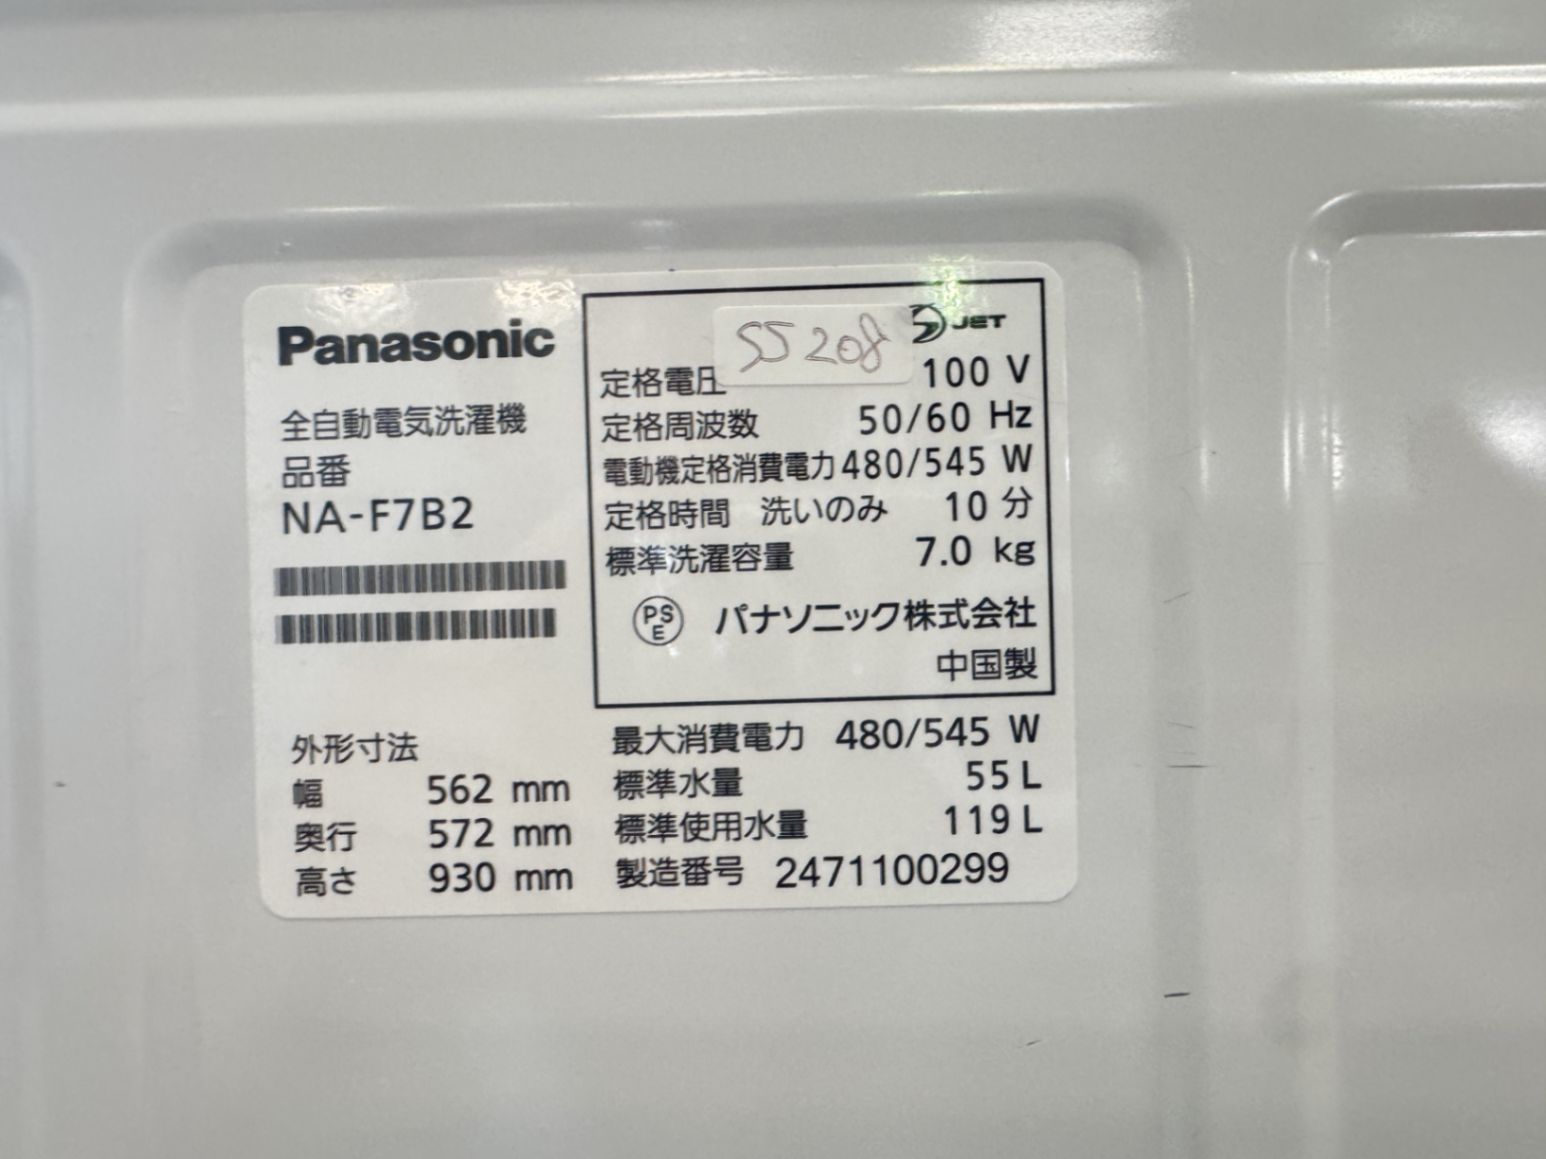 Panasonic
全自動電気洗濯機
品番
NA-F7B2
外形寸法
幅 562 mm
奥行 572 mm
高さ 930 mm
SS 208
JET
定格電圧 100 V
定格周波数 50/60 Hz
電動機定格消費電力 480/545 W
定格時間 洗いのみ 10 分
標準洗濯容量 7.0 kg
PSE パナソニック株式会社
中国製
最大消費電力 480/545 W
標準水量 55 L
標準使用水量 119 L
製造番号 2471100299